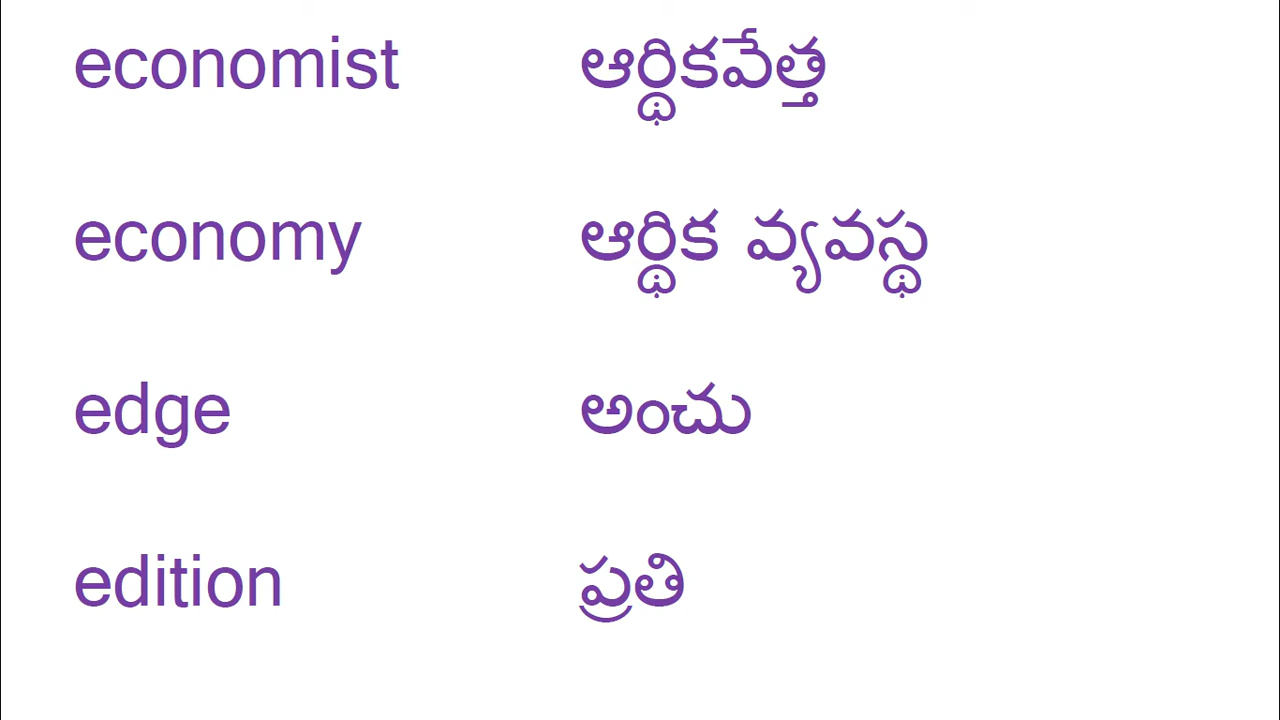 economist ఆర్థికవేత్త
economy ఆర్థిక వ్యవస్థ
edge అంచు
edition ప్రతి